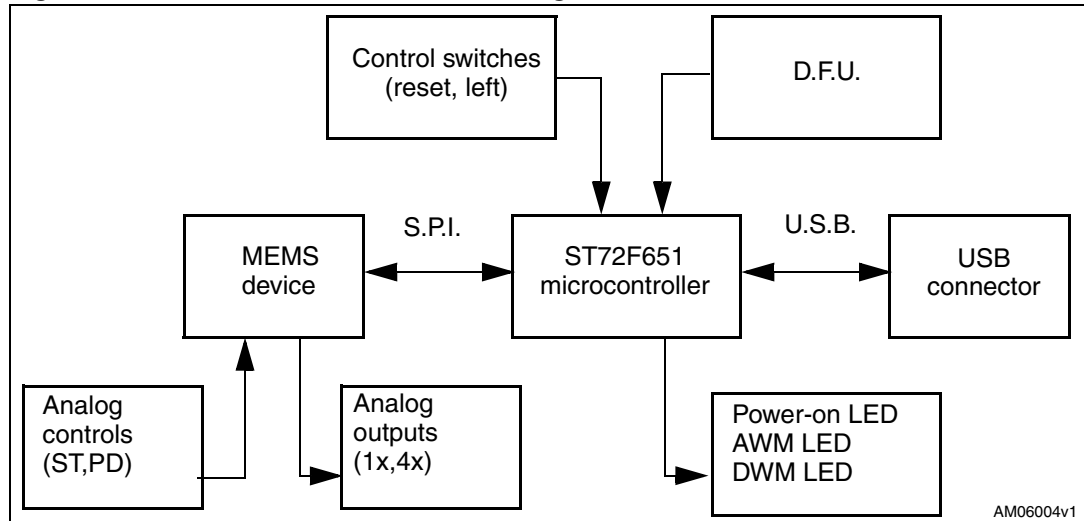 Control switches
(reset, left)
D.F.U.
S.P.I.
U.S.B.
MEMS
device
ST72F651
microcontroller
USB
connector
Analog
controls
(ST,PD)
Analog
outputs
(1x,4x)
Power-on LED
AWM LED
DWM LED
AM06004v1